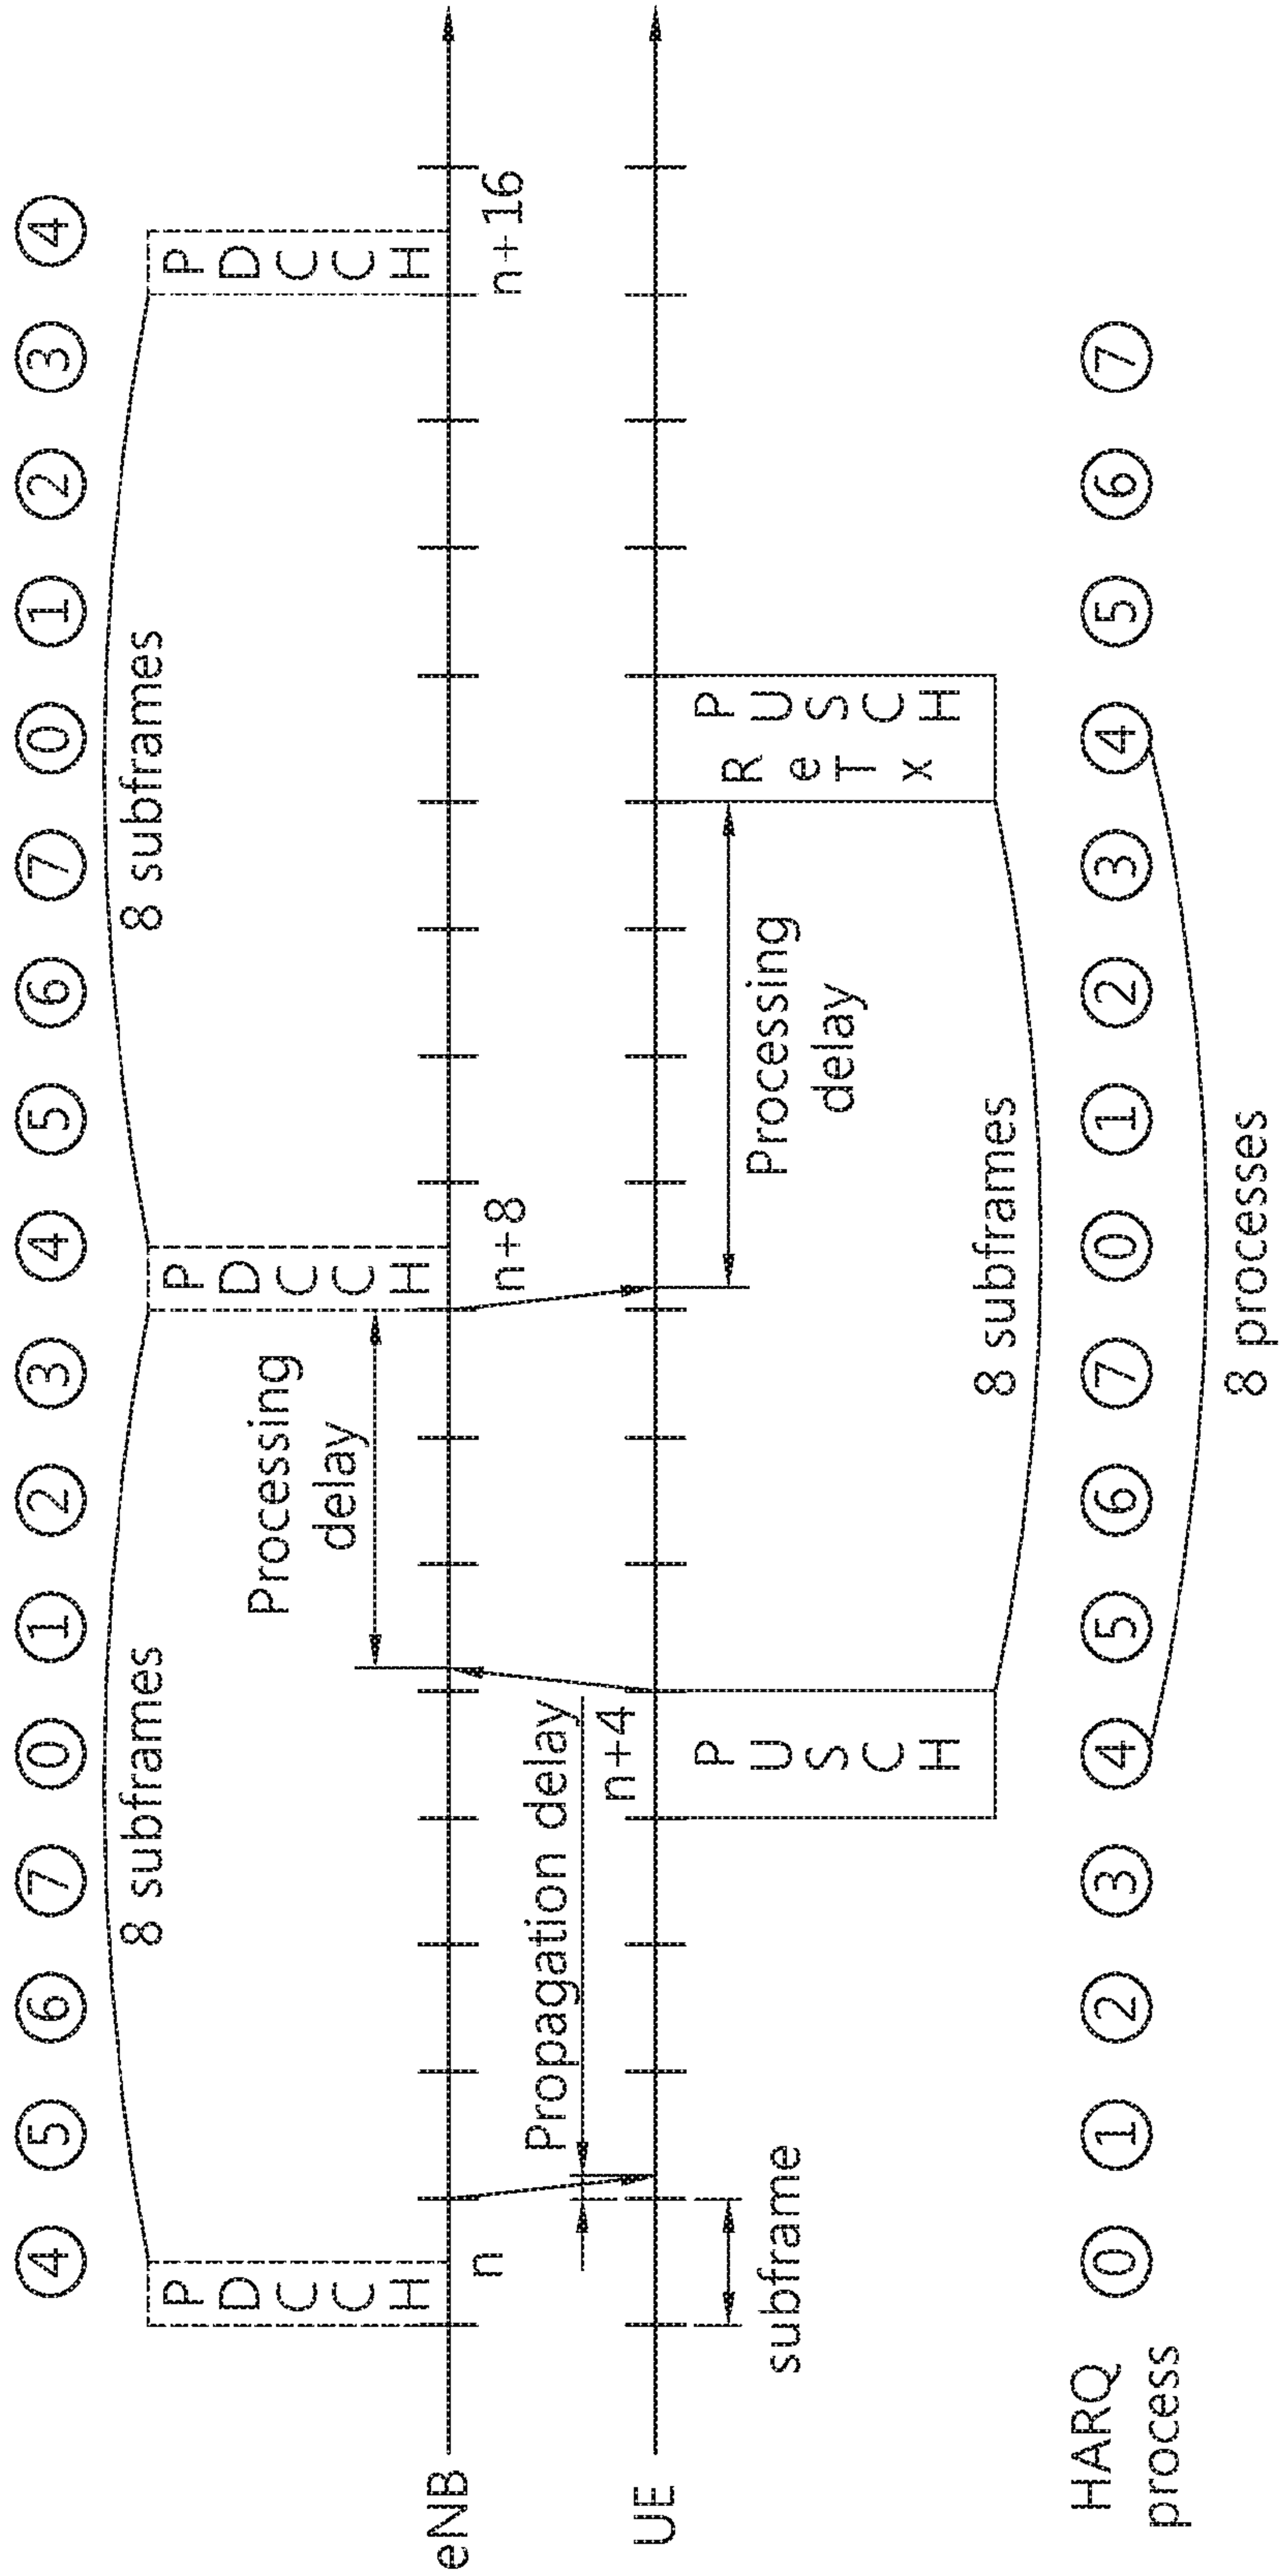 4 5 6 7 0 1 2 3 4 5 6 7 0 1 2 3 4
8 subframes
8 subframes
PDCCH
PDCCH
PDCCH
Processing
delay
eNB
n
n+8
n+16
Propagation delay
n+4
UE
subframe
PUSCH
Processing
delay
ReTx
PUSCH
8 subframes
HARQ
process
0 1 2 3 4 5 6 7 0 1 2 3 4 5 6 7
8 processes